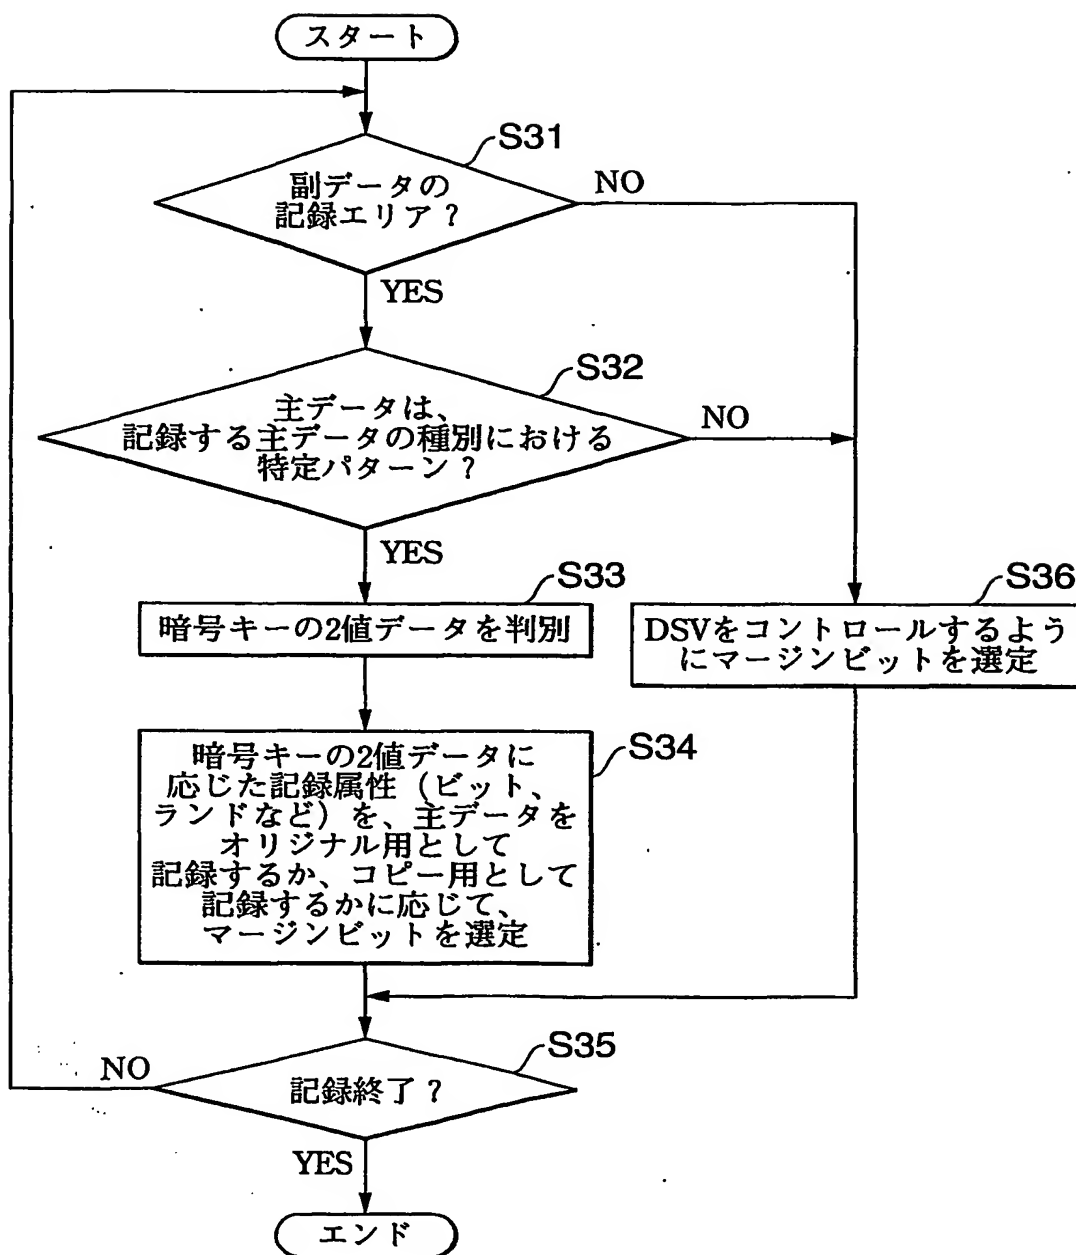 スタート
S31
副データの
記録エリア？
NO
YES
S32
主データは、
記録する主データの種別における
特定パターン？
NO
YES
S33
暗号キーの2値データを判別
S36
DSVをコントロールするよう
にマージンビットを選定
S34
暗号キーの2値データに
応じた記録属性（ビット、
ランドなど）を、主データを
オリジナル用として
記録するか、コピー用として
記録するかに応じて、
マージンビットを選定
S35
NO
記録終了？
YES
エンド